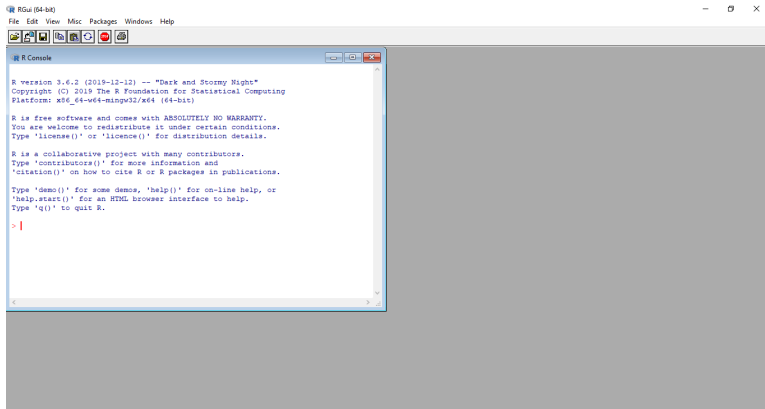 RGui (64-bit)
File Edit View Misc Packages Windows Help
STOP
R Console
R version 3.6.2 (2019-12-12) -- "Dark and Stormy Night"
Copyright (C) 2019 The R Foundation for Statistical Computing
Platform: x86_64-w64-mingw32/x64 (64-bit)
R is free software and comes with ABSOLUTELY NO WARRANTY.
You are welcome to redistribute it under certain conditions.
Type 'license()' or 'licence()' for distribution details.
R is a collaborative project with many contributors.
Type 'contributors()' for more information and
'citation()' on how to cite R or R packages in publications.
Type 'demo()' for some demos, 'help()' for on-line help, or
'help.start()' for an HTML browser interface to help.
Type 'q()' to quit R.
>